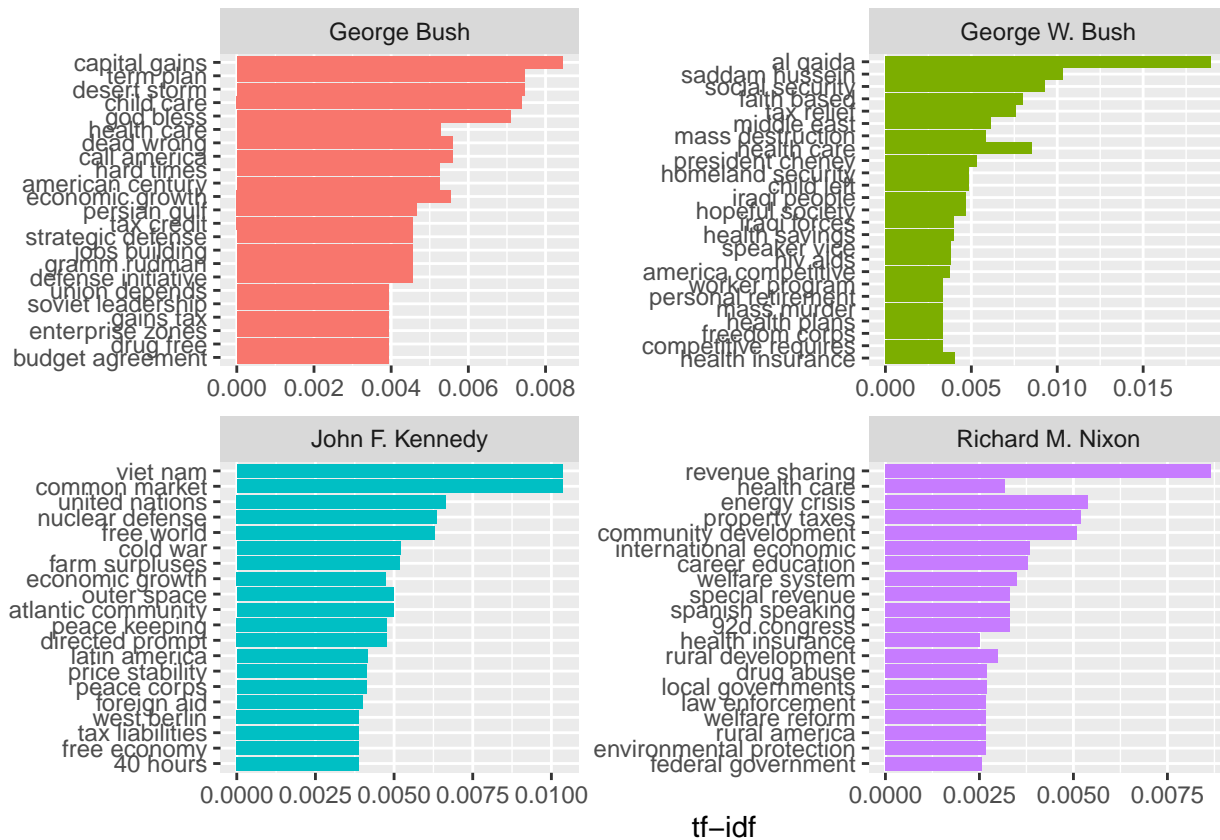 George Bush
capital gains
term plan
desert storm
child care
god bless
health care
dead wrong
call america
hard times
american century
economic growth
persian gulf
tax credit
strategic defense
jobs building
gramm rudman
defense initiative
union depends
soviet leadership
gains tax
enterprise zones
drug free
budget agreement
0.000 0.002 0.004 0.006 0.008
George W. Bush
al qaida
saddam hussein
social security
faith based
tax relief
middle east
mass destruction
health care
president cheney
homeland security
child left
iraqi people
hopeful society
iraqi forces
health savings
speaker vice
hiv aids
america competitive
worker program
personal retirement
mass murder
health plans
freedom corps
competitive requires
health insurance
0.000 0.005 0.010 0.015
John F. Kennedy
viet nam
common market
united nations
nuclear defense
free world
cold war
farm surpluses
economic growth
outer space
atlantic community
peace keeping
directed prompt
latin america
price stability
peace corps
foreign aid
west berlin
tax liabilities
free economy
40 hours
0.0000 0.0025 0.0050 0.0075 0.0100
Richard M. Nixon
revenue sharing
health care
energy crisis
property taxes
community development
international economic
career education
welfare system
special revenue
spanish speaking
92d congress
health insurance
rural development
drug abuse
local governments
law enforcement
welfare reform
rural america
environmental protection
federal government
0.0000 0.0025 0.0050 0.0075
tf−idf